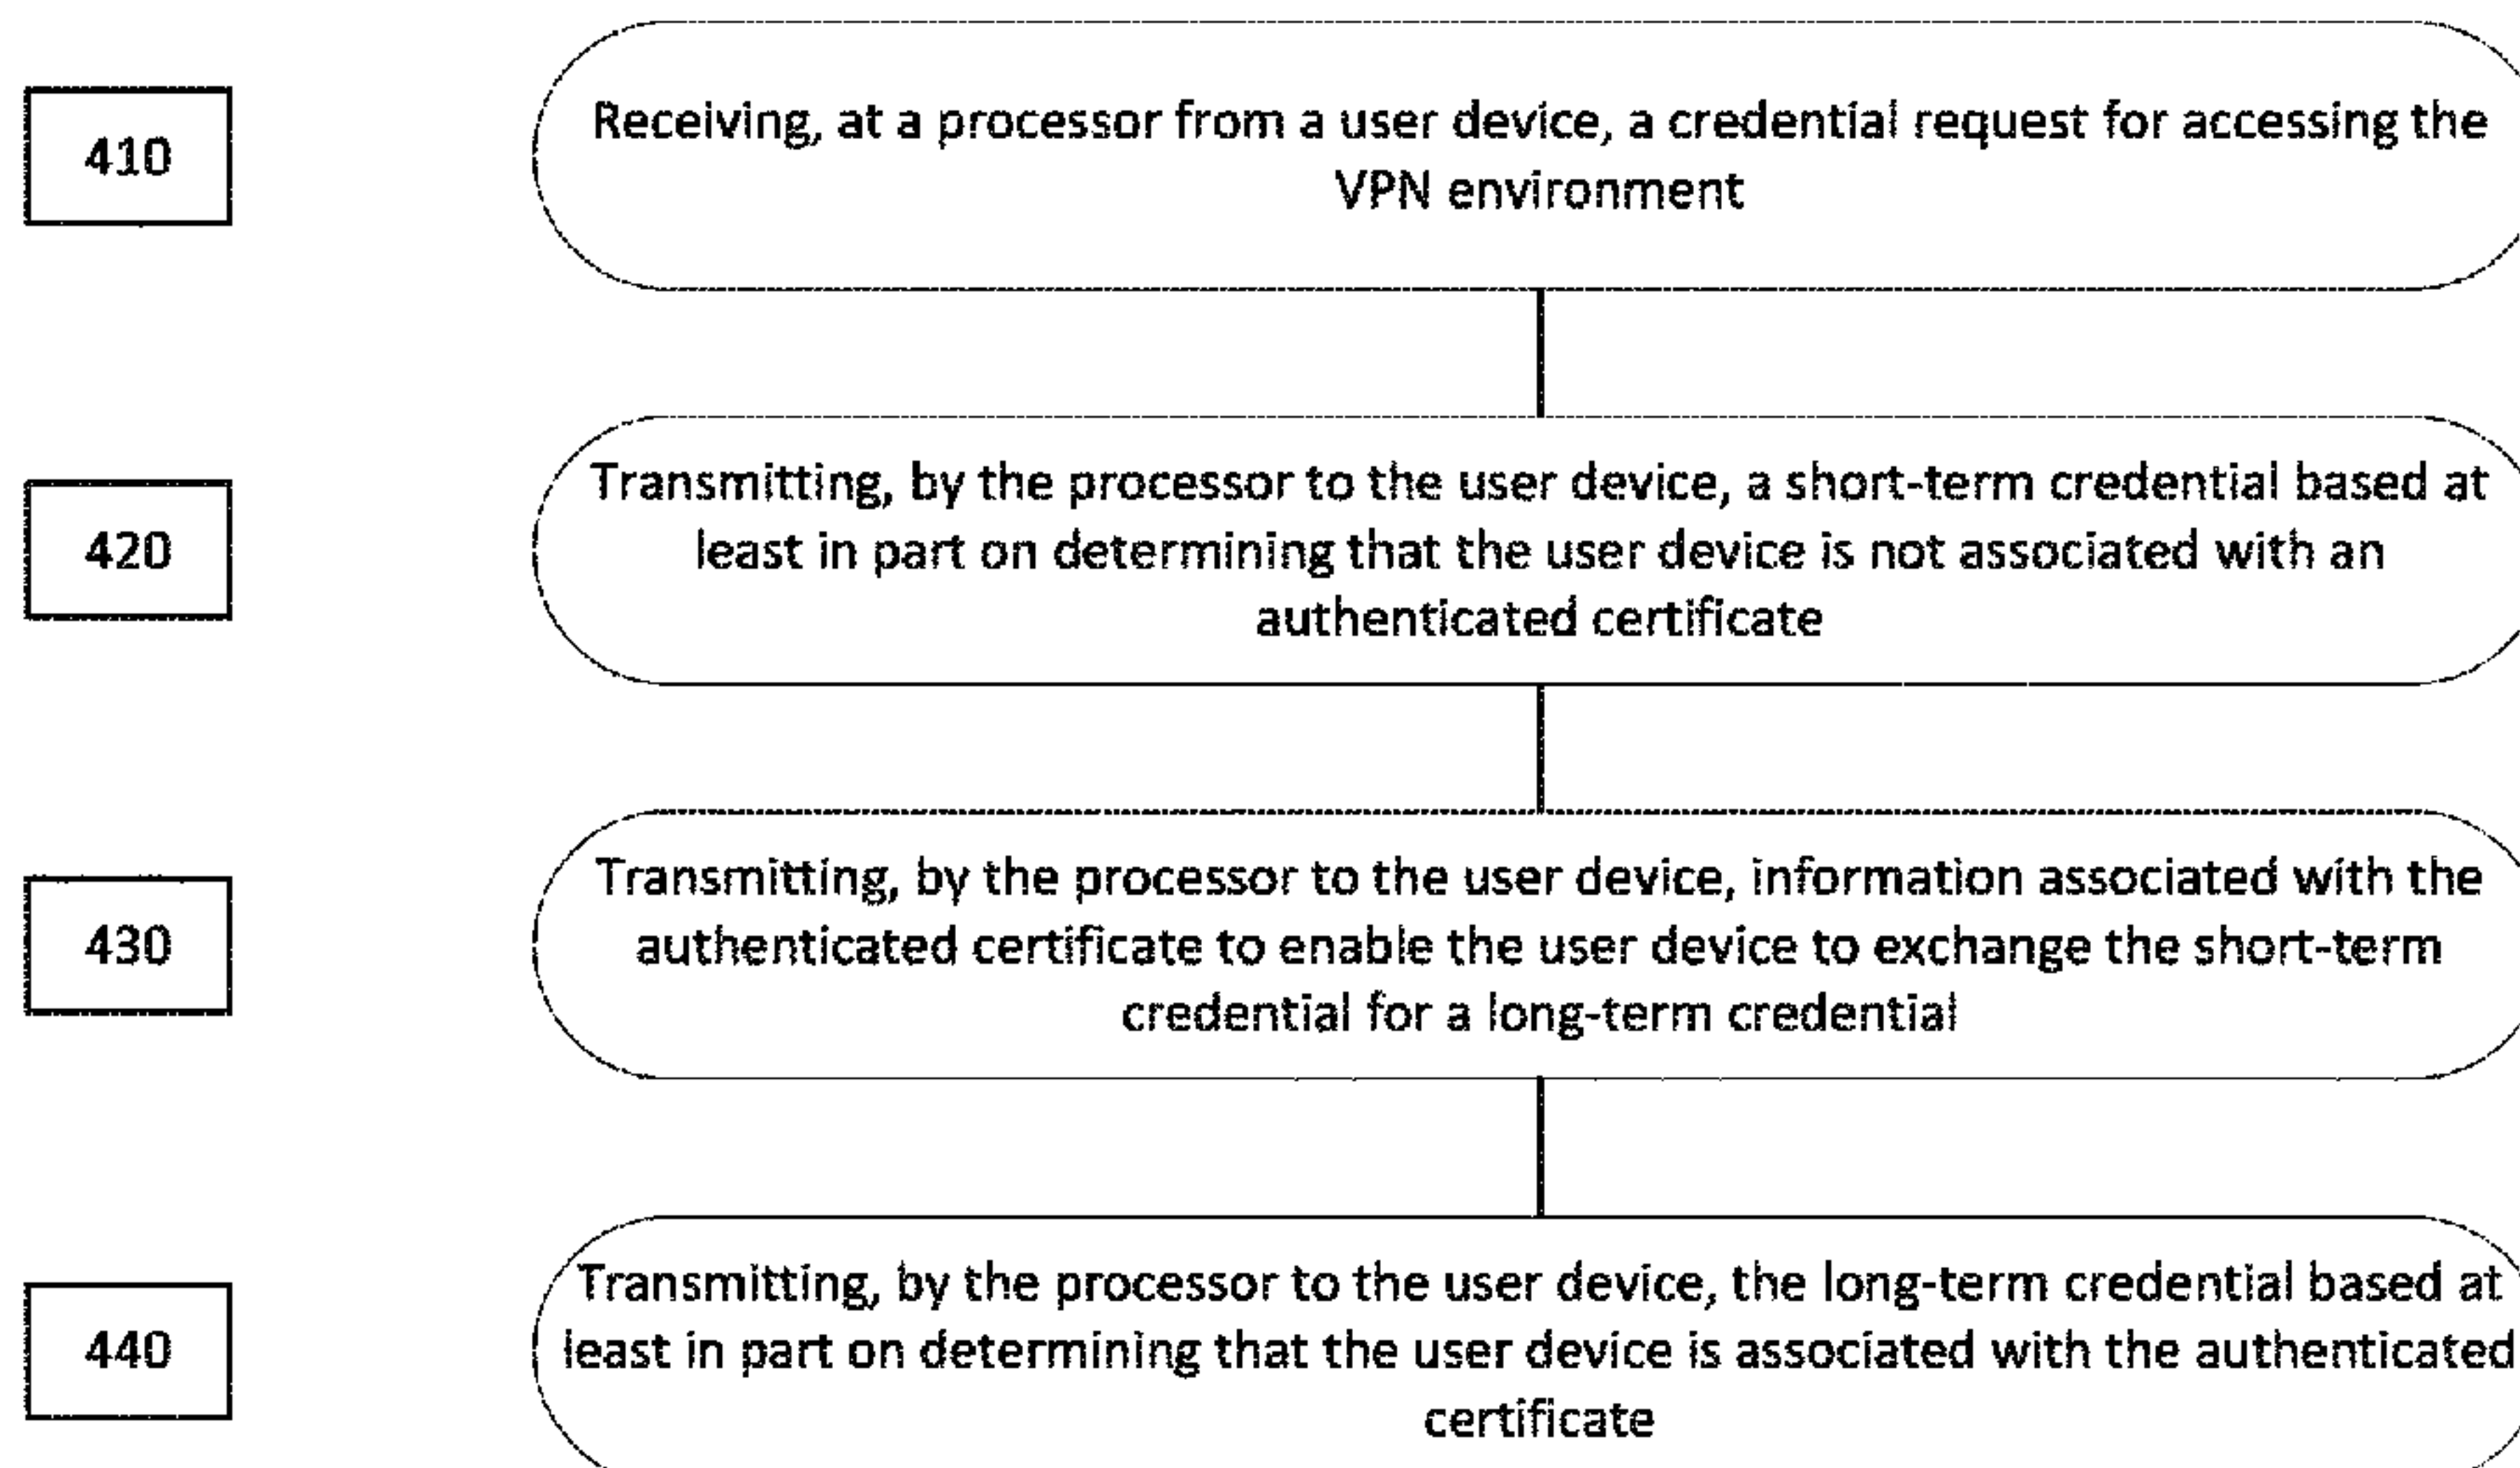 410
Receiving, at a processor from a user device, a credential request for accessing the
VPN environment
420
Transmitting, by the processor to the user device, a short-term credential based at
least in part on determining that the user device is not associated with an
authenticated certificate
430
Transmitting, by the processor to the user device, information associated with the
authenticated certificate to enable the user device to exchange the short-term
credential for a long-term credential
440
Transmitting, by the processor to the user device, the long-term credential based at
least in part on determining that the user device is associated with the authenticated
certificate